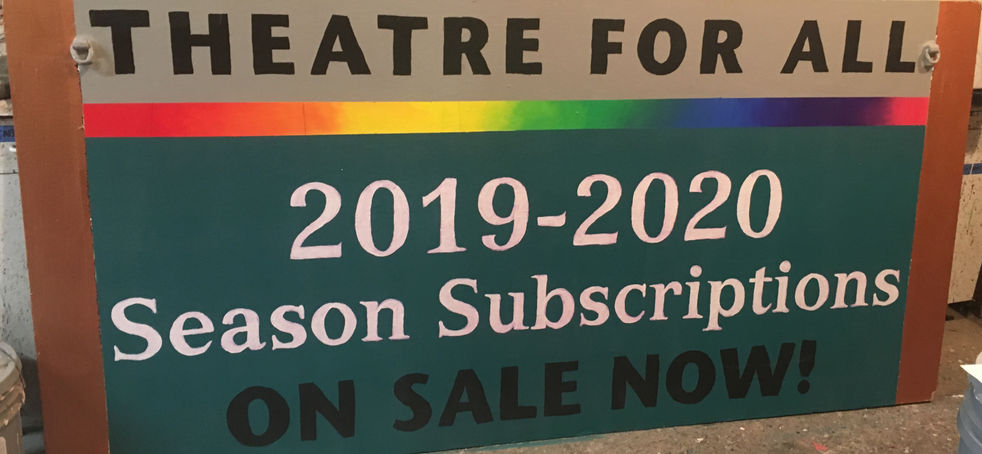 THEATRE FOR ALL
2019-2020
Season Subscriptions
ON SALE NOW!